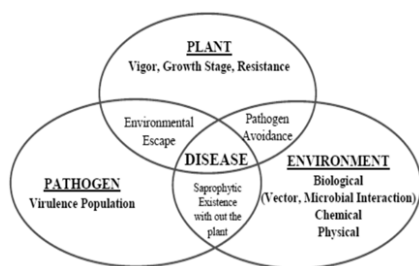 PLANT
Vigor, Growth Stage, Resistance
Environmental
Escape
Pathogen
Avoidance
DISEASE
PATHOGEN
Virulence Population
Saprophytic
Existence
with out the
plant
ENVIRONMENT
Biological
(Vector, Microbial Interaction)
Chemical
Physical